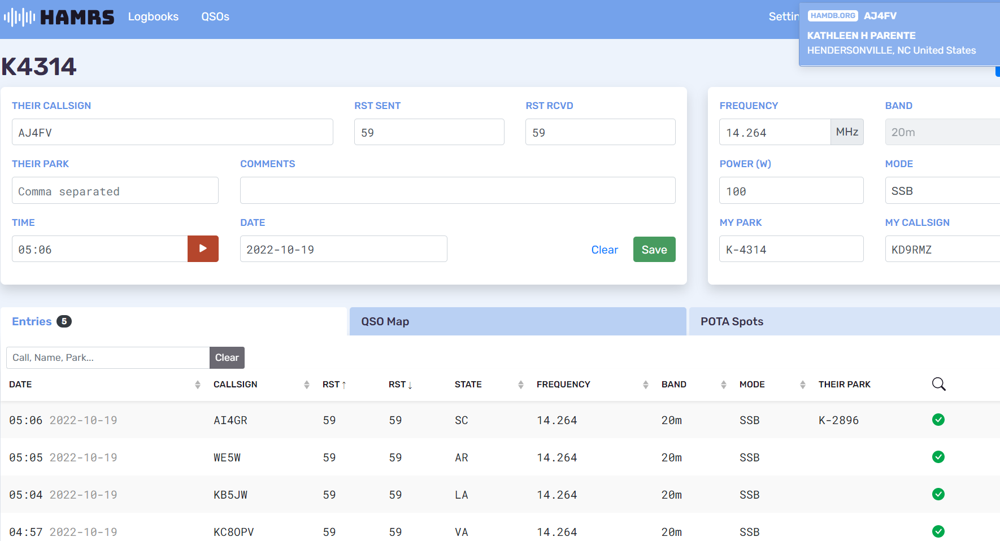 HAMRS Logbooks QSOs
HAMDB.ORG AJ4FV
KATHLEEN H PARENTE
HENDERSONVILLE, NC United States
K4314
THEIR CALLSIGN RST SENT RST RCVD FREQUENCY BAND
AJ4FV 59 59 14.264 MHz 20m
THEIR PARK COMMENTS POWER (W) MODE
Comma separated 100 SSB
TIME DATE MY PARK MY CALLSIGN
05:06 2022-10-19 Clear Save K-4314 KD9RMZ
Entries 5 QSO Map POTA Spots
Call, Name, Park... Clear
DATE CALLSIGN RST↑ RST↓ STATE FREQUENCY BAND MODE THEIR PARK
05:06 2022-10-19 AI4GR 59 59 SC 14.264 20m SSB K-2896
05:05 2022-10-19 WE5W 59 59 AR 14.264 20m SSB
05:04 2022-10-19 KB5JW 59 59 LA 14.264 20m SSB
04:57 2022-10-19 KC8OPV 59 59 VA 14.264 20m SSB